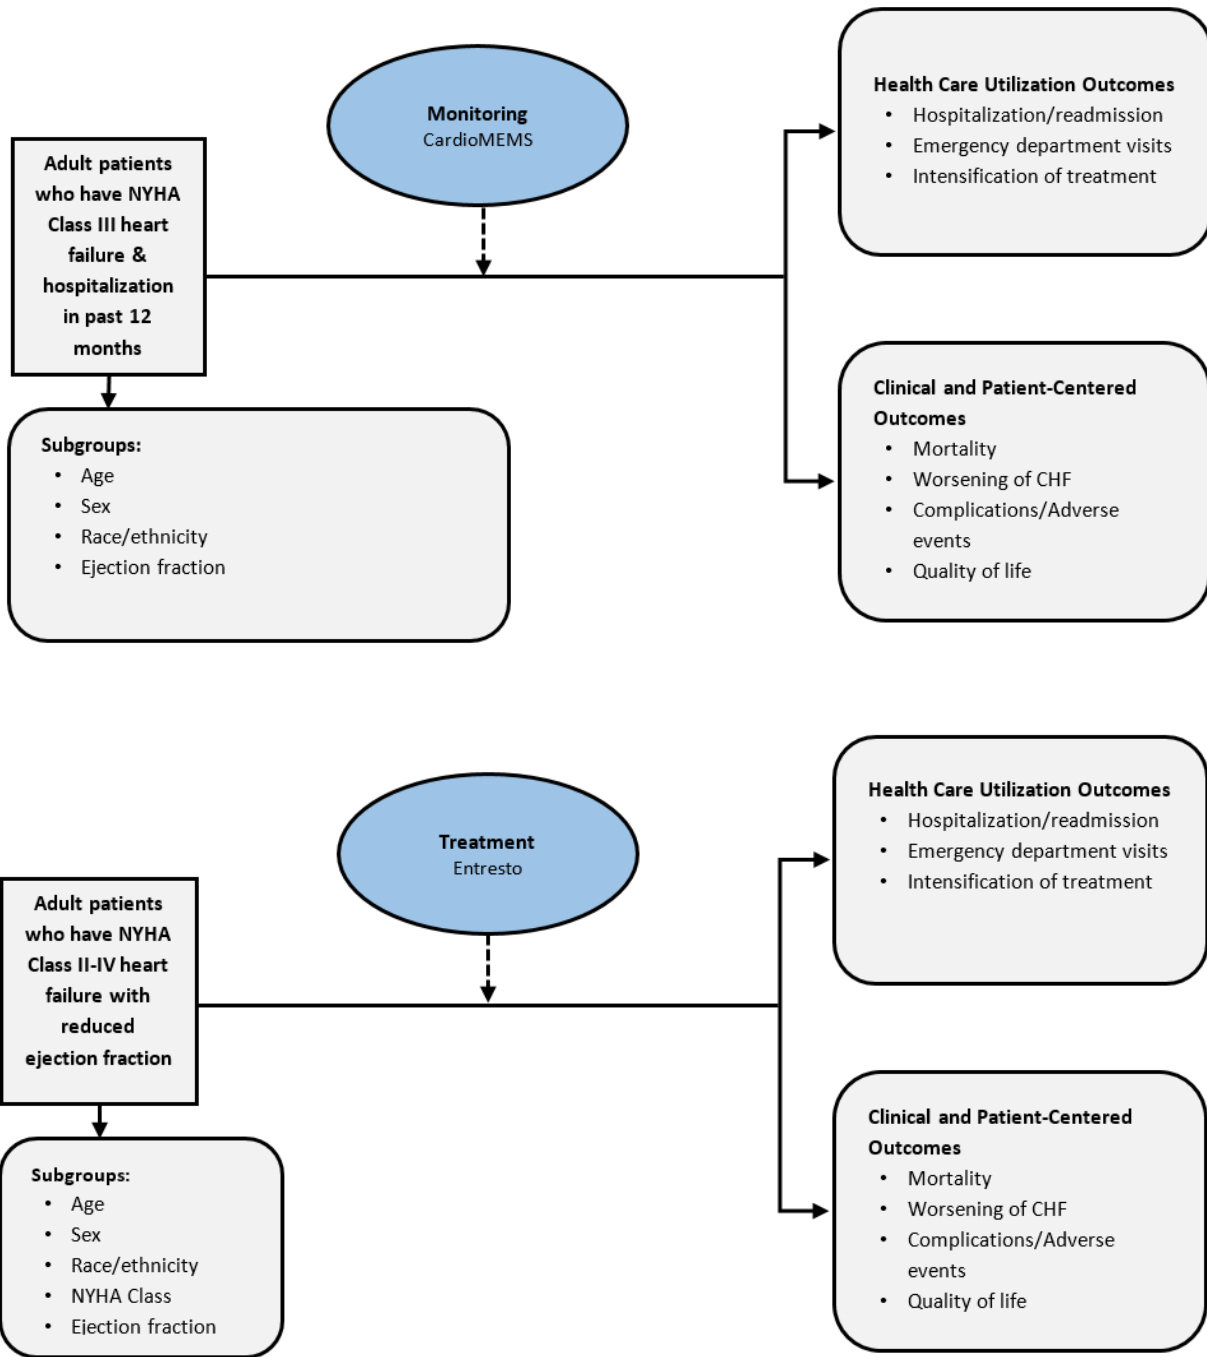 Monitoring
CardioMEMS
Adult patients
who have NYHA
Class III heart
failure &
hospitalization
in past 12
months
Subgroups:
• Age
• Sex
• Race/ethnicity
• Ejection fraction
Health Care Utilization Outcomes
• Hospitalization/readmission
• Emergency department visits
• Intensification of treatment
Clinical and Patient-Centered
Outcomes
• Mortality
• Worsening of CHF
• Complications/Adverse
events
• Quality of life
Treatment
Entresto
Adult patients
who have NYHA
Class II-IV heart
failure with
reduced
ejection fraction
Subgroups:
• Age
• Sex
• Race/ethnicity
• NYHA Class
• Ejection fraction
Health Care Utilization Outcomes
• Hospitalization/readmission
• Emergency department visits
• Intensification of treatment
Clinical and Patient-Centered
Outcomes
• Mortality
• Worsening of CHF
• Complications/Adverse
events
• Quality of life